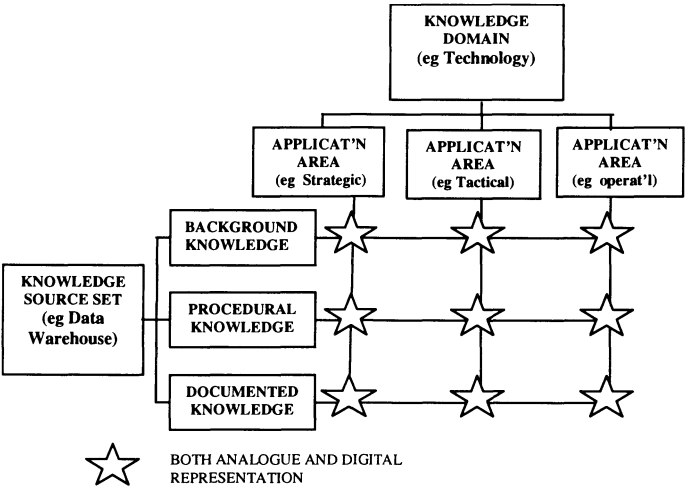 KNOWLEDGE
DOMAIN
(eg Technology)
APPLICAT'N
AREA
(eg Strategic)
APPLICAT'N
AREA
(eg Tactical)
APPLICAT'N
AREA
(eg operat'l)
BACKGROUND
KNOWLEDGE
KNOWLEDGE
SOURCE SET
(eg Data
Warehouse)
PROCEDURAL
KNOWLEDGE
DOCUMENTED
KNOWLEDGE
BOTH ANALOGUE AND DIGITAL
REPRESENTATION